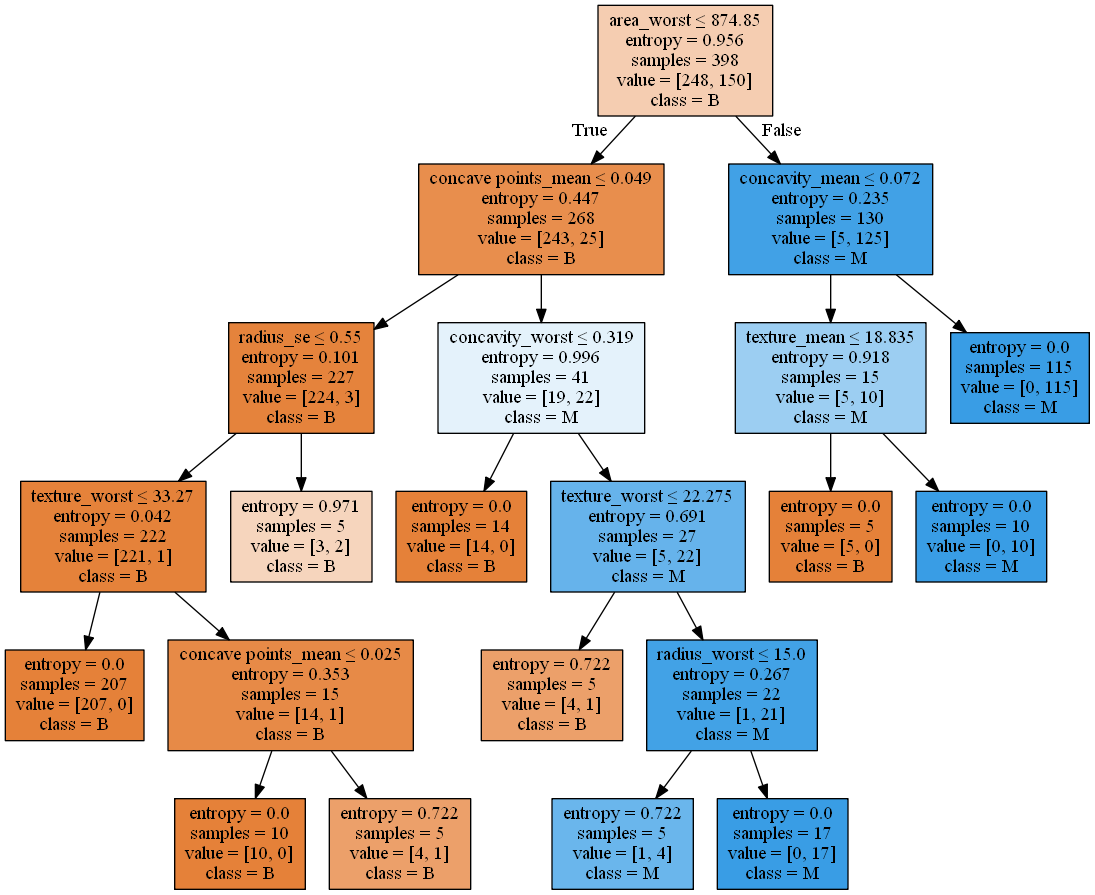 area_worst ≤ 874.85
entropy = 0.956
samples = 398
value = [248, 150]
class = B
True
False
concave points_mean ≤ 0.049
entropy = 0.447
samples = 268
value = [243, 25]
class = B
concavity_mean ≤ 0.072
entropy = 0.235
samples = 130
value = [5, 125]
class = M
radius_se ≤ 0.55
entropy = 0.101
samples = 227
value = [224, 3]
class = B
concavity_worst ≤ 0.319
entropy = 0.996
samples = 41
value = [19, 22]
class = M
texture_mean ≤ 18.835
entropy = 0.918
samples = 15
value = [5, 10]
class = M
entropy = 0.0
samples = 115
value = [0, 115]
class = M
texture_worst ≤ 33.27
entropy = 0.042
samples = 222
value = [221, 1]
class = B
entropy = 0.971
samples = 5
value = [3, 2]
class = B
entropy = 0.0
samples = 14
value = [14, 0]
class = B
texture_worst ≤ 22.275
entropy = 0.691
samples = 27
value = [5, 22]
class = M
entropy = 0.0
samples = 5
value = [5, 0]
class = B
entropy = 0.0
samples = 10
value = [0, 10]
class = M
entropy = 0.0
samples = 207
value = [207, 0]
class = B
concave points_mean ≤ 0.025
entropy = 0.353
samples = 15
value = [14, 1]
class = B
entropy = 0.722
samples = 5
value = [4, 1]
class = B
radius_worst ≤ 15.0
entropy = 0.267
samples = 22
value = [1, 21]
class = M
entropy = 0.0
samples = 10
value = [10, 0]
class = B
entropy = 0.722
samples = 5
value = [4, 1]
class = B
entropy = 0.722
samples = 5
value = [1, 4]
class = M
entropy = 0.0
samples = 17
value = [0, 17]
class = M